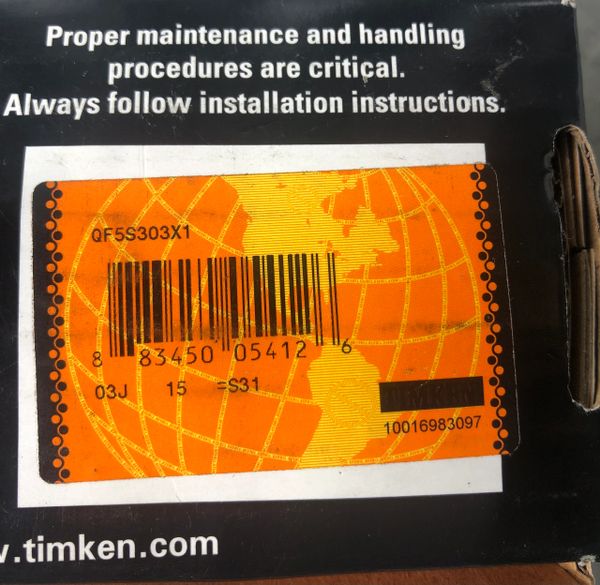 Proper maintenance and handling
procedures are critical.
Always follow installation instructions.
QF5S303X1
8 83450 05412 6
03J 15 =S31
TIMKEN
10016983097
.timken.com